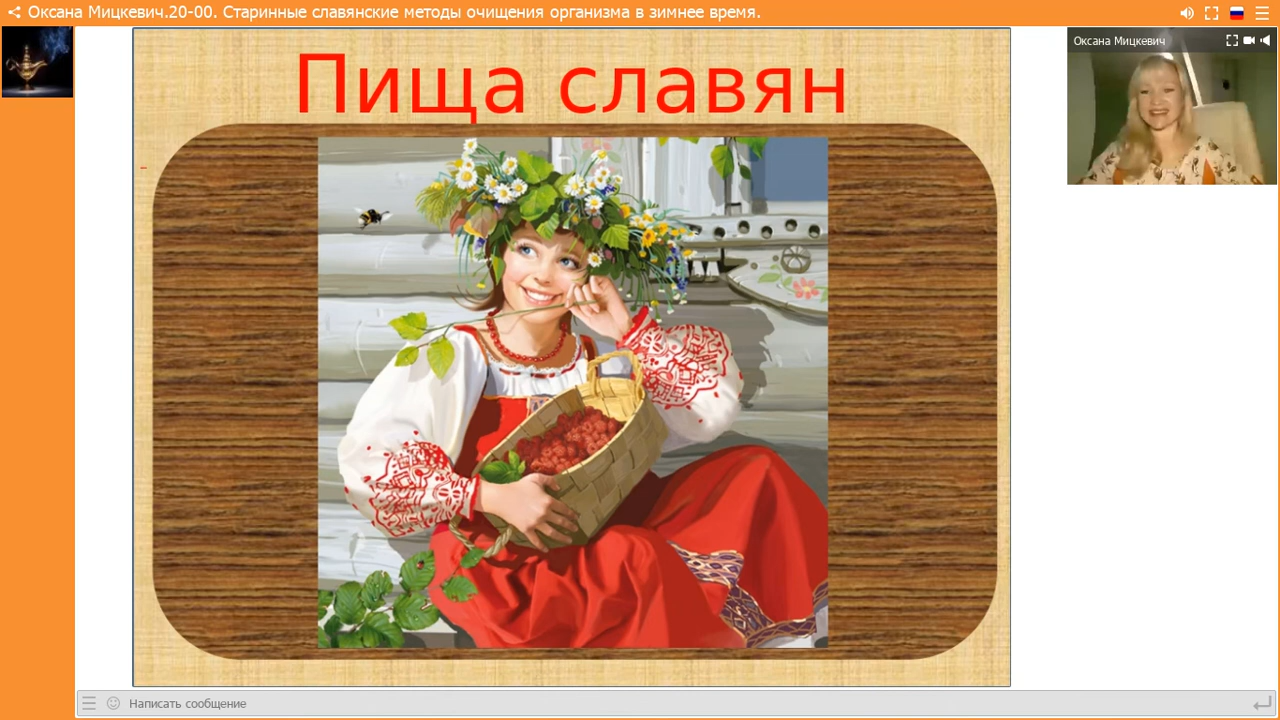 Оксана Мицкевич.20-00. Старинные славянские методы очищения организма в зимнее время.
Оксана Мицкевич
Пища славян
Написать сообщение